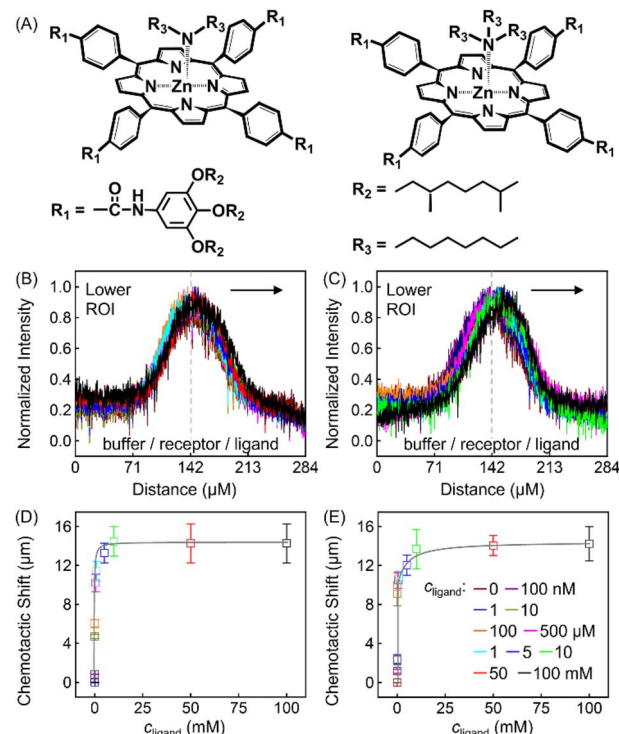 (A)
R1 R3 R3 R1
N
N N
Zn
N N
R1 R1
R3
R1 R3 N R3 R1
N N
Zn
N N
R1 R1
R1 = C N
O H
OR2
OR2
OR2
R2 =
R3 =
(B)
Normalized Intensity
1.0
0.8
0.6
0.4
0.2
0.0
Lower
ROI
buffer / receptor / ligand
0 71 142 213 284
Distance (µM)
(C)
Normalized Intensity
1.0
0.8
0.6
0.4
0.2
0.0
Lower
ROI
buffer / receptor / ligand
0 71 142 213 284
Distance (µM)
(D)
Chemotactic Shift (µm)
16
12
8
4
0
0 25 50 75 100
cligand (mM)
(E)
Chemotactic Shift (µm)
16
12
8
4
0
cligand: 0 100 nM
1 10
100 500 µM
1 5 10
50 100 mM
0 25 50 75 100
cligand (mM)